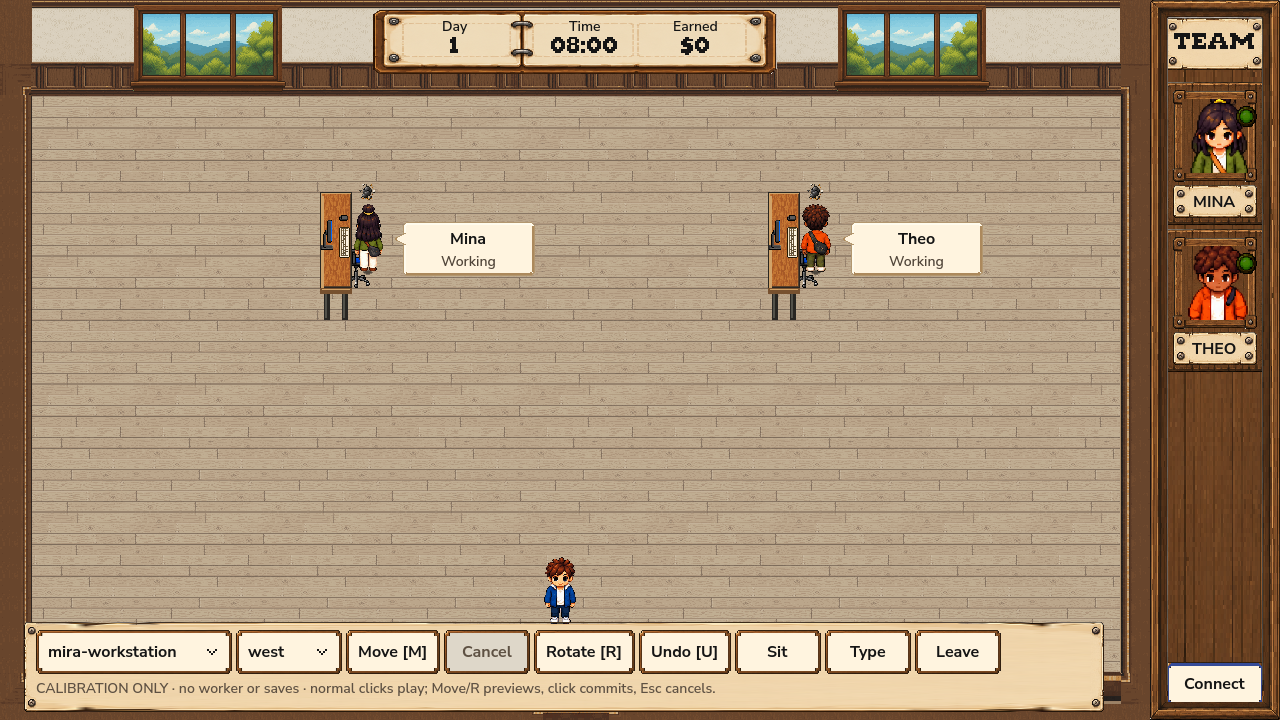 Day
1
Time
08:00
Earned
$0
TEAM
MINA
THEO
Mina
Working
Theo
Working
mira-workstation
west
Move [M]
Cancel
Rotate [R]
Undo [U]
Sit
Type
Leave
CALIBRATION ONLY · no worker or saves · normal clicks play; Move/R previews, click commits, Esc cancels.
Connect